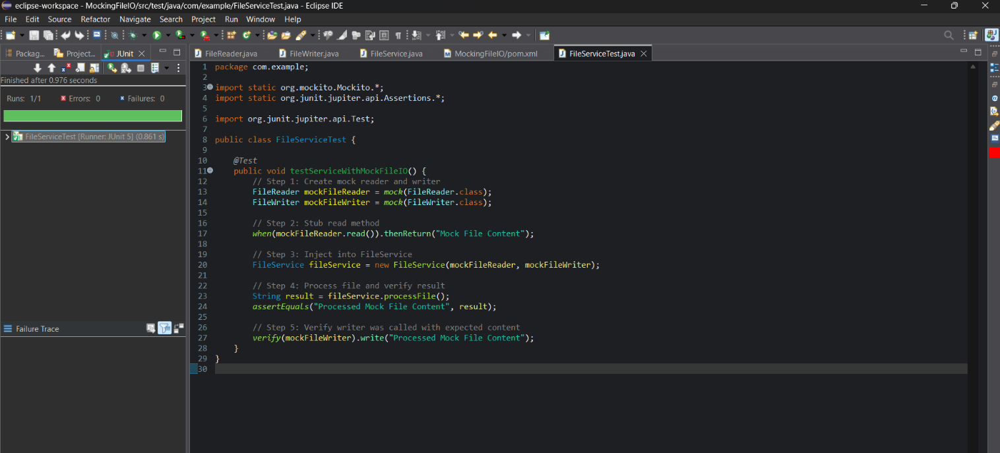 eclipse-workspace - MockingFileIO/src/test/java/com/example/FileServiceTest.java - Eclipse IDE
File Edit Source Refactor Navigate Search Project Run Window Help
Packag... Project... JUnit
FileReader.java FileWriter.java FileService.java MockingFileIO/pom.xml FileServiceTest.java
Finished after 0.976 seconds
Runs: 1/1 Errors: 0 Failures: 0
FileServiceTest [Runner: JUnit 5] (0.861 s)
Failure Trace
1 package com.example;
2
3 import static org.mockito.Mockito.*;
4 import static org.junit.jupiter.api.Assertions.*;
5
6 import org.junit.jupiter.api.Test;
7
8 public class FileServiceTest {
9
10     @Test
11     public void testServiceWithMockFileIO() {
12         // Step 1: Create mock reader and writer
13         FileReader mockFileReader = mock(FileReader.class);
14         FileWriter mockFileWriter = mock(FileWriter.class);
15
16         // Step 2: Stub read method
17         when(mockFileReader.read()).thenReturn("Mock File Content");
18
19         // Step 3: Inject into FileService
20         FileService fileService = new FileService(mockFileReader, mockFileWriter);
21
22         // Step 4: Process file and verify result
23         String result = fileService.processFile();
24         assertEquals("Processed Mock File Content", result);
25
26         // Step 5: Verify writer was called with expected content
27         verify(mockFileWriter).write("Processed Mock File Content");
28     }
29 }
30